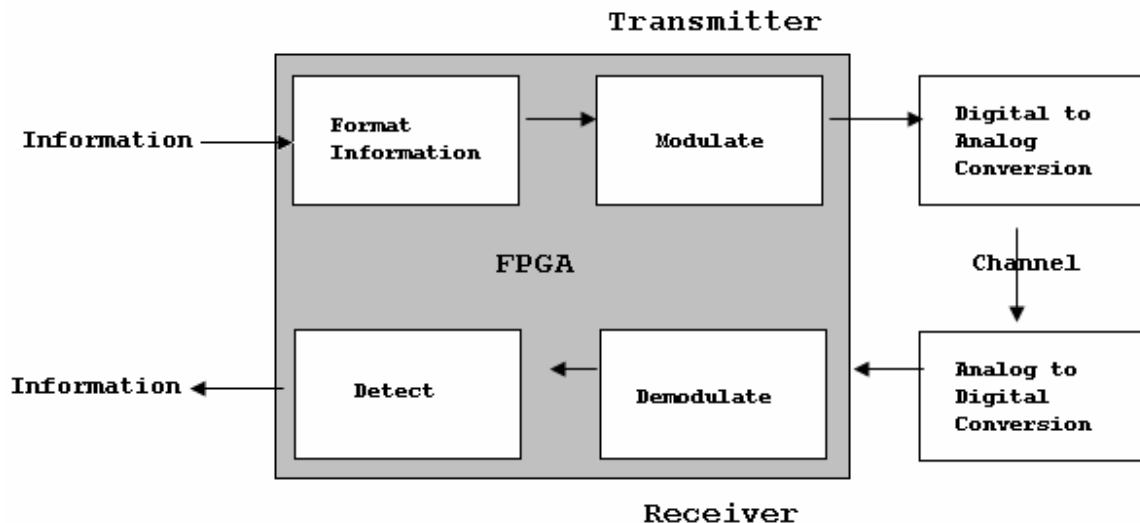 Transmitter
Information
Format
Information
Modulate
Digital to
Analog
Conversion
FPGA
Channel
Information
Detect
Demodulate
Analog to
Digital
Conversion
Receiver